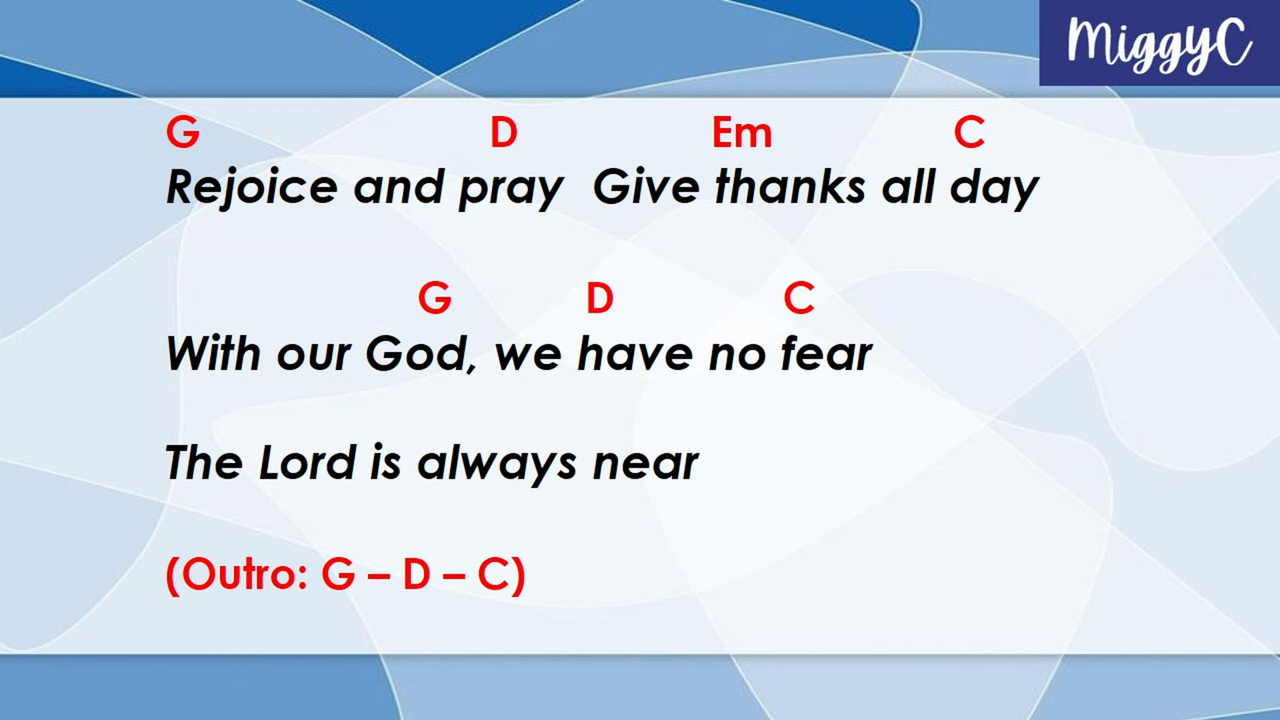 MiggyC
G D Em C
Rejoice and pray Give thanks all day
G D C
With our God, we have no fear
The Lord is always near
(Outro: G – D – C)